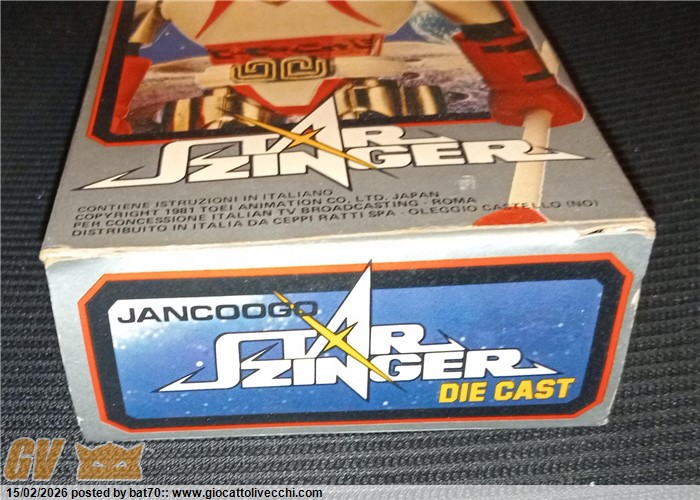 STAR
ZINGER
CONTIENE ISTRUZIONI IN ITALIANO
COPYRIGHT 1981 TOEI ANIMATION CO, LTD, JAPAN
PER CONCESSIONE ITALIAN TV BROADCASTING - ROMA
DISTRIBUITO IN ITALIA DA CEPPI RATTI SPA - OLEGGIO CASTELLO (NO)
JANCOOGO
STAR
ZINGER
DIE CAST
GV
15/02/2026 posted by bat70:: www.giocattolivecchi.com